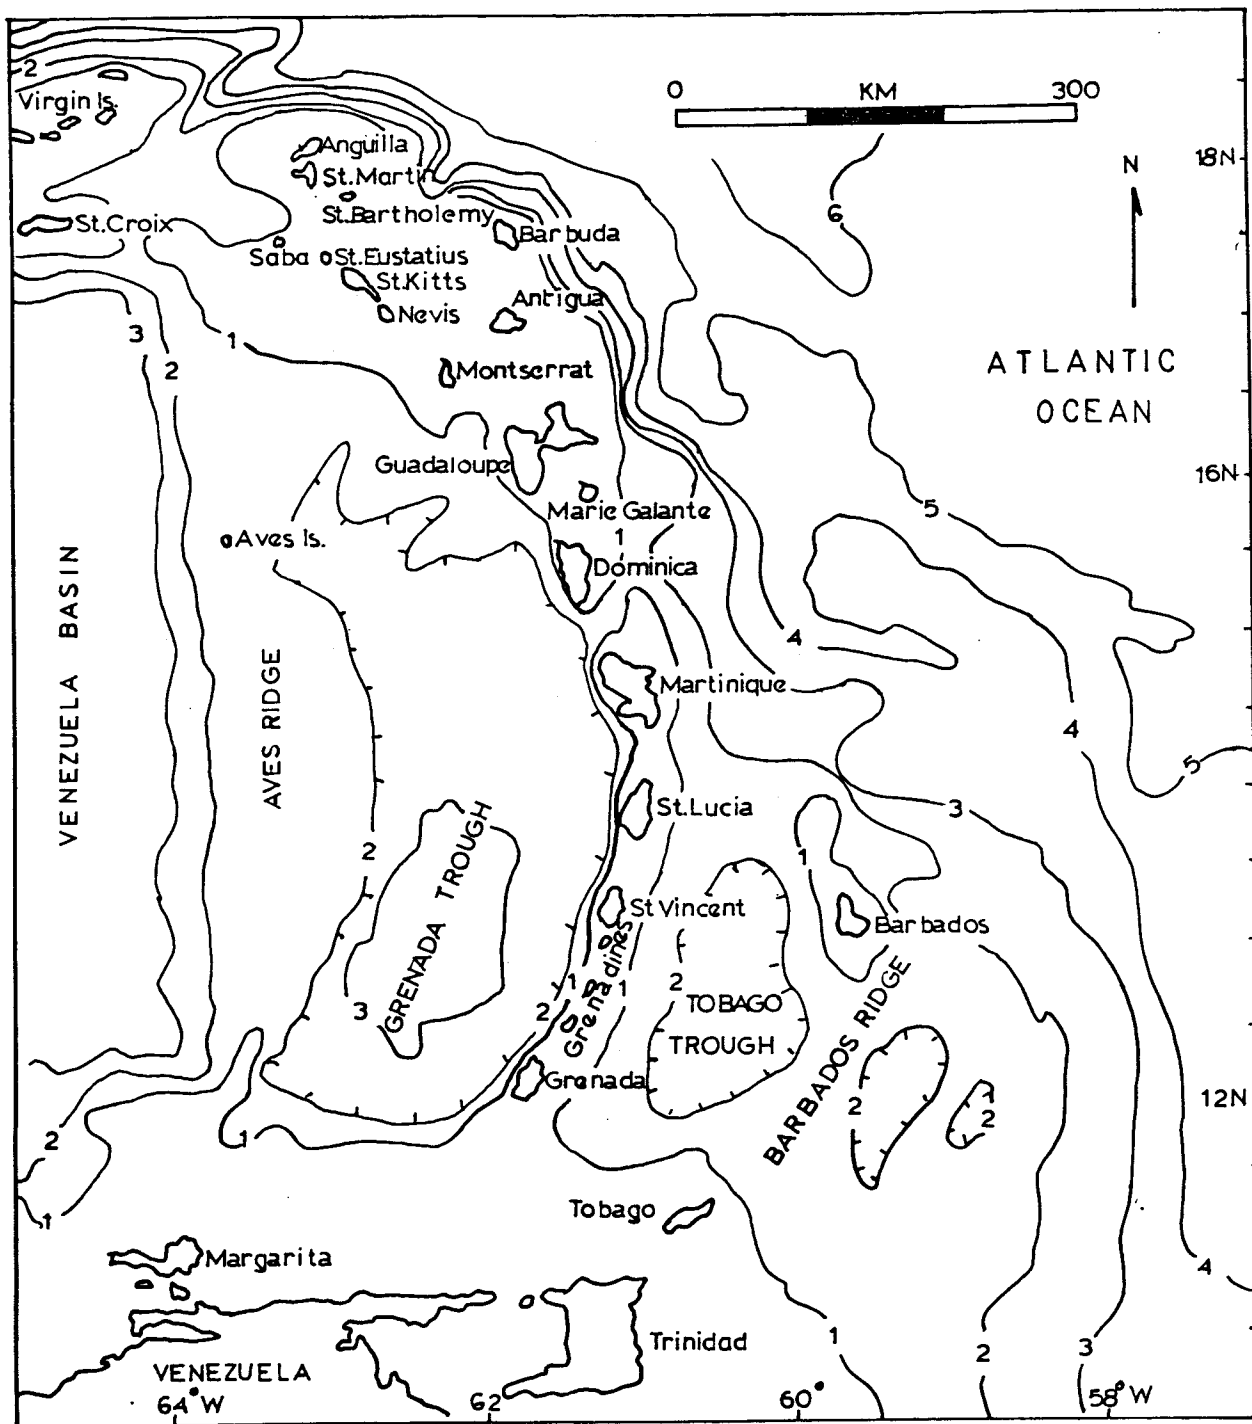 2
Virgin Is.
0 KM 300
Anguilla
St.Martin
St.Bartholemy
St.Croix
Saba
St.Eustatius
St.Kitts
Nevis
Barbuda
Antigua
Montserrat
6
N
18N
3
2
1
ATLANTIC
OCEAN
Guadaloupe
Marie Galante
16N
5
1
Aves Is.
Dominica
4
VENEZUELA BASIN
AVES RIDGE
Martinique
4
5
St.Lucia
3
2
1
GRENADA TROUGH
St Vincent
Barbados
Grenadines
3
2
1
1
2
TOBAGO
TROUGH
BARBADOS RIDGE
Grenada
2
2
12N
2
1
1
Tobago
Margarita
4
Trinidad
1
2
3
VENEZUELA
64°W
62
60°
58°W